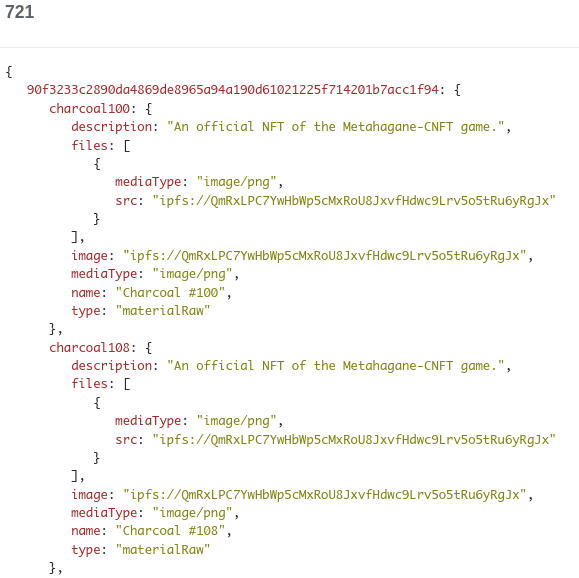 721
{
90f3233c2890da4869de8965a94a190d61021225f714201b7acc1f94: {
charcoal100: {
description: "An official NFT of the Metahagane-CNFT game.",
files: [
{
mediaType: "image/png",
src: "ipfs://QmRxLPC7YwHbWp5cMxRoU8JxvfHdwc9Lrv5o5tRu6yRgJx"
}
],
image: "ipfs://QmRxLPC7YwHbWp5cMxRoU8JxvfHdwc9Lrv5o5tRu6yRgJx",
mediaType: "image/png",
name: "Charcoal #100",
type: "materialRaw"
},
charcoal108: {
description: "An official NFT of the Metahagane-CNFT game.",
files: [
{
mediaType: "image/png",
src: "ipfs://QmRxLPC7YwHbWp5cMxRoU8JxvfHdwc9Lrv5o5tRu6yRgJx"
}
],
image: "ipfs://QmRxLPC7YwHbWp5cMxRoU8JxvfHdwc9Lrv5o5tRu6yRgJx",
mediaType: "image/png",
name: "Charcoal #108",
type: "materialRaw"
},